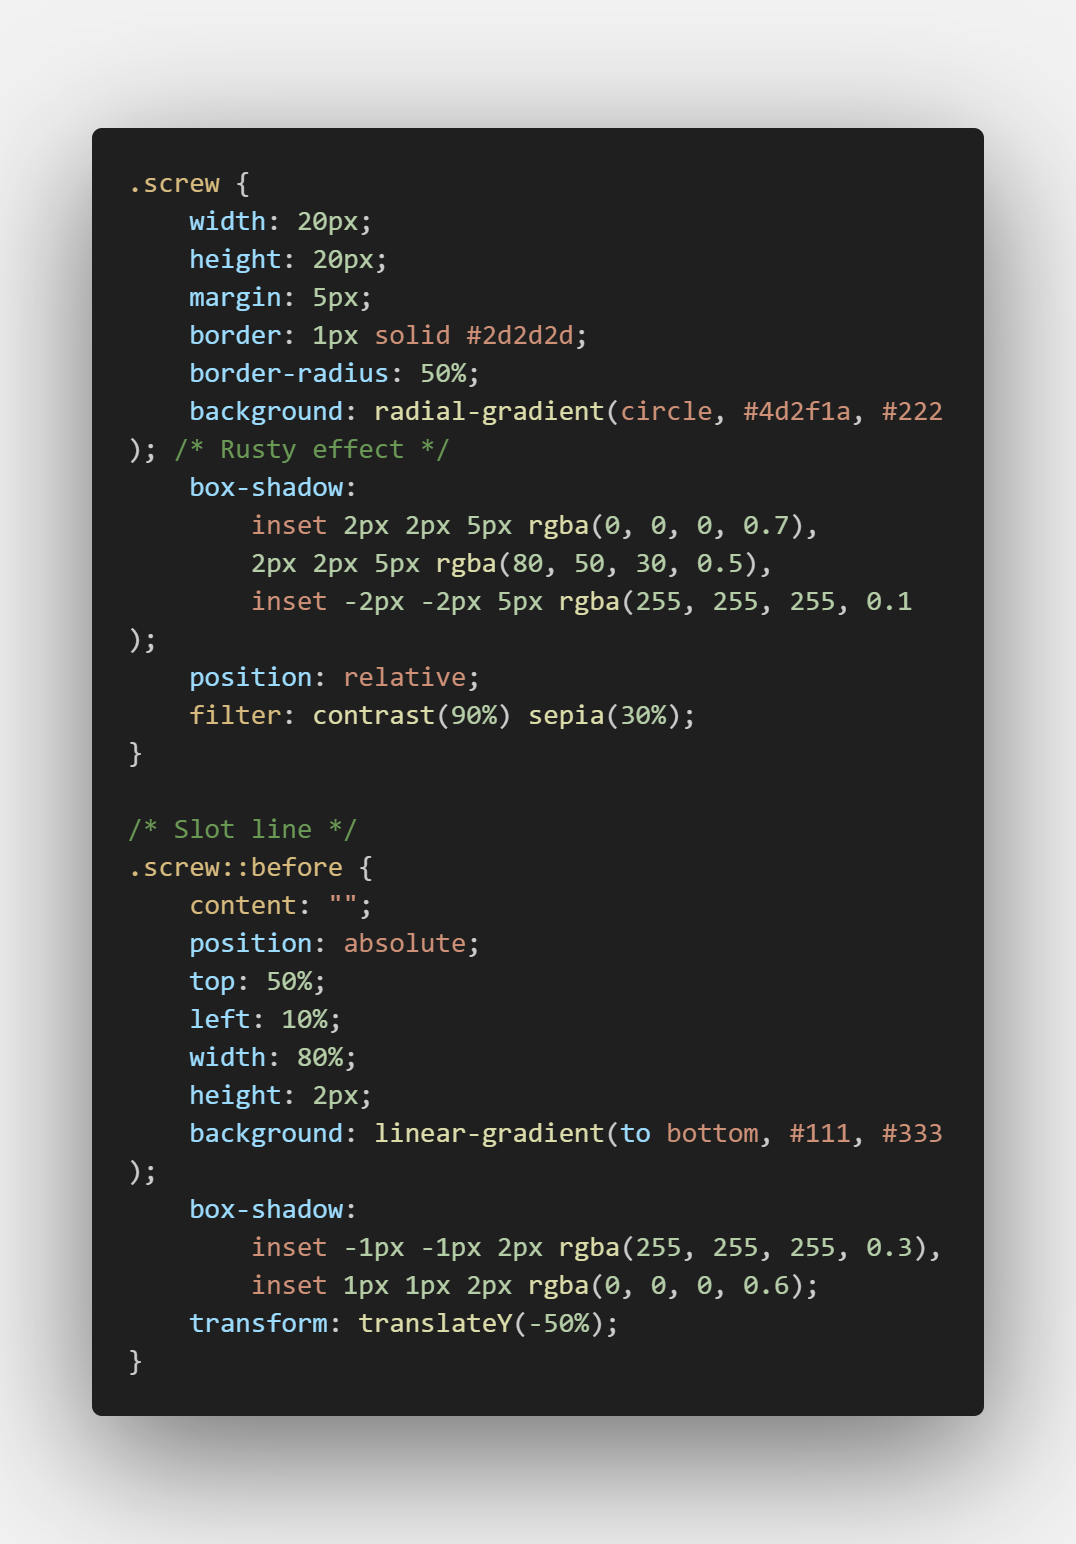 .screw {
    width: 20px;
    height: 20px;
    margin: 5px;
    border: 1px solid #2d2d2d;
    border-radius: 50%;
    background: radial-gradient(circle, #4d2f1a, #222
); /* Rusty effect */
    box-shadow:
        inset 2px 2px 5px rgba(0, 0, 0, 0.7),
        2px 2px 5px rgba(80, 50, 30, 0.5),
        inset -2px -2px 5px rgba(255, 255, 255, 0.1
);
    position: relative;
    filter: contrast(90%) sepia(30%);
}

/* Slot line */
.screw::before {
    content: "";
    position: absolute;
    top: 50%;
    left: 10%;
    width: 80%;
    height: 2px;
    background: linear-gradient(to bottom, #111, #333
);
    box-shadow:
        inset -1px -1px 2px rgba(255, 255, 255, 0.3),
        inset 1px 1px 2px rgba(0, 0, 0, 0.6);
    transform: translateY(-50%);
}